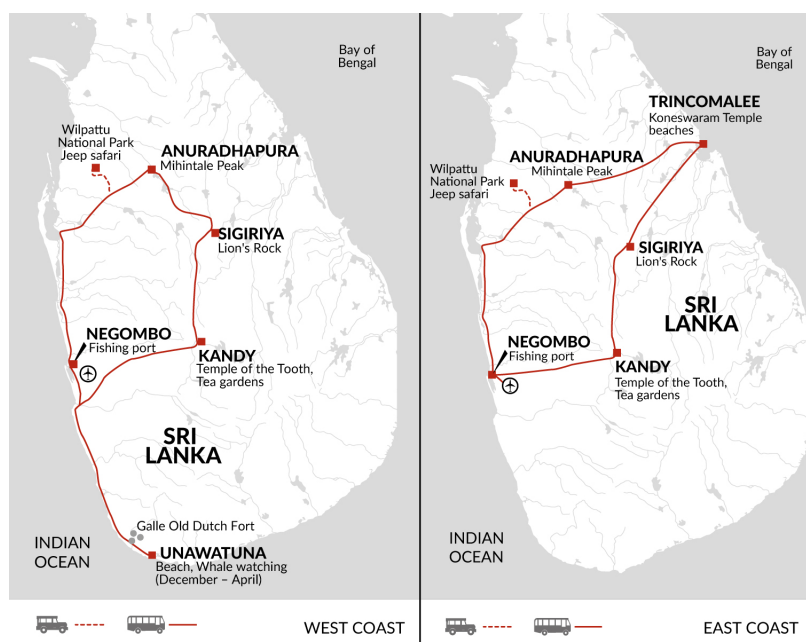 Bay of
Bengal
Wilpattu
National Park
Jeep safari
ANURADHAPURA
Mihintale Peak
SIGIRIYA
Lion's Rock
NEGOMBO
Fishing port
KANDY
Temple of the Tooth,
Tea gardens
SRI
LANKA
Galle Old Dutch Fort
INDIAN
OCEAN
UNAWATUNA
Beach, Whale watching
(December – April)
WEST COAST
Bay of
Bengal
TRINCOMALEE
Koneswaram Temple
beaches
ANURADHAPURA
Mihintale Peak
Wilpattu
National Park
Jeep safari
SIGIRIYA
Lion's Rock
SRI
LANKA
NEGOMBO
Fishing port
KANDY
Temple of the Tooth,
Tea gardens
INDIAN
OCEAN
EAST COAST